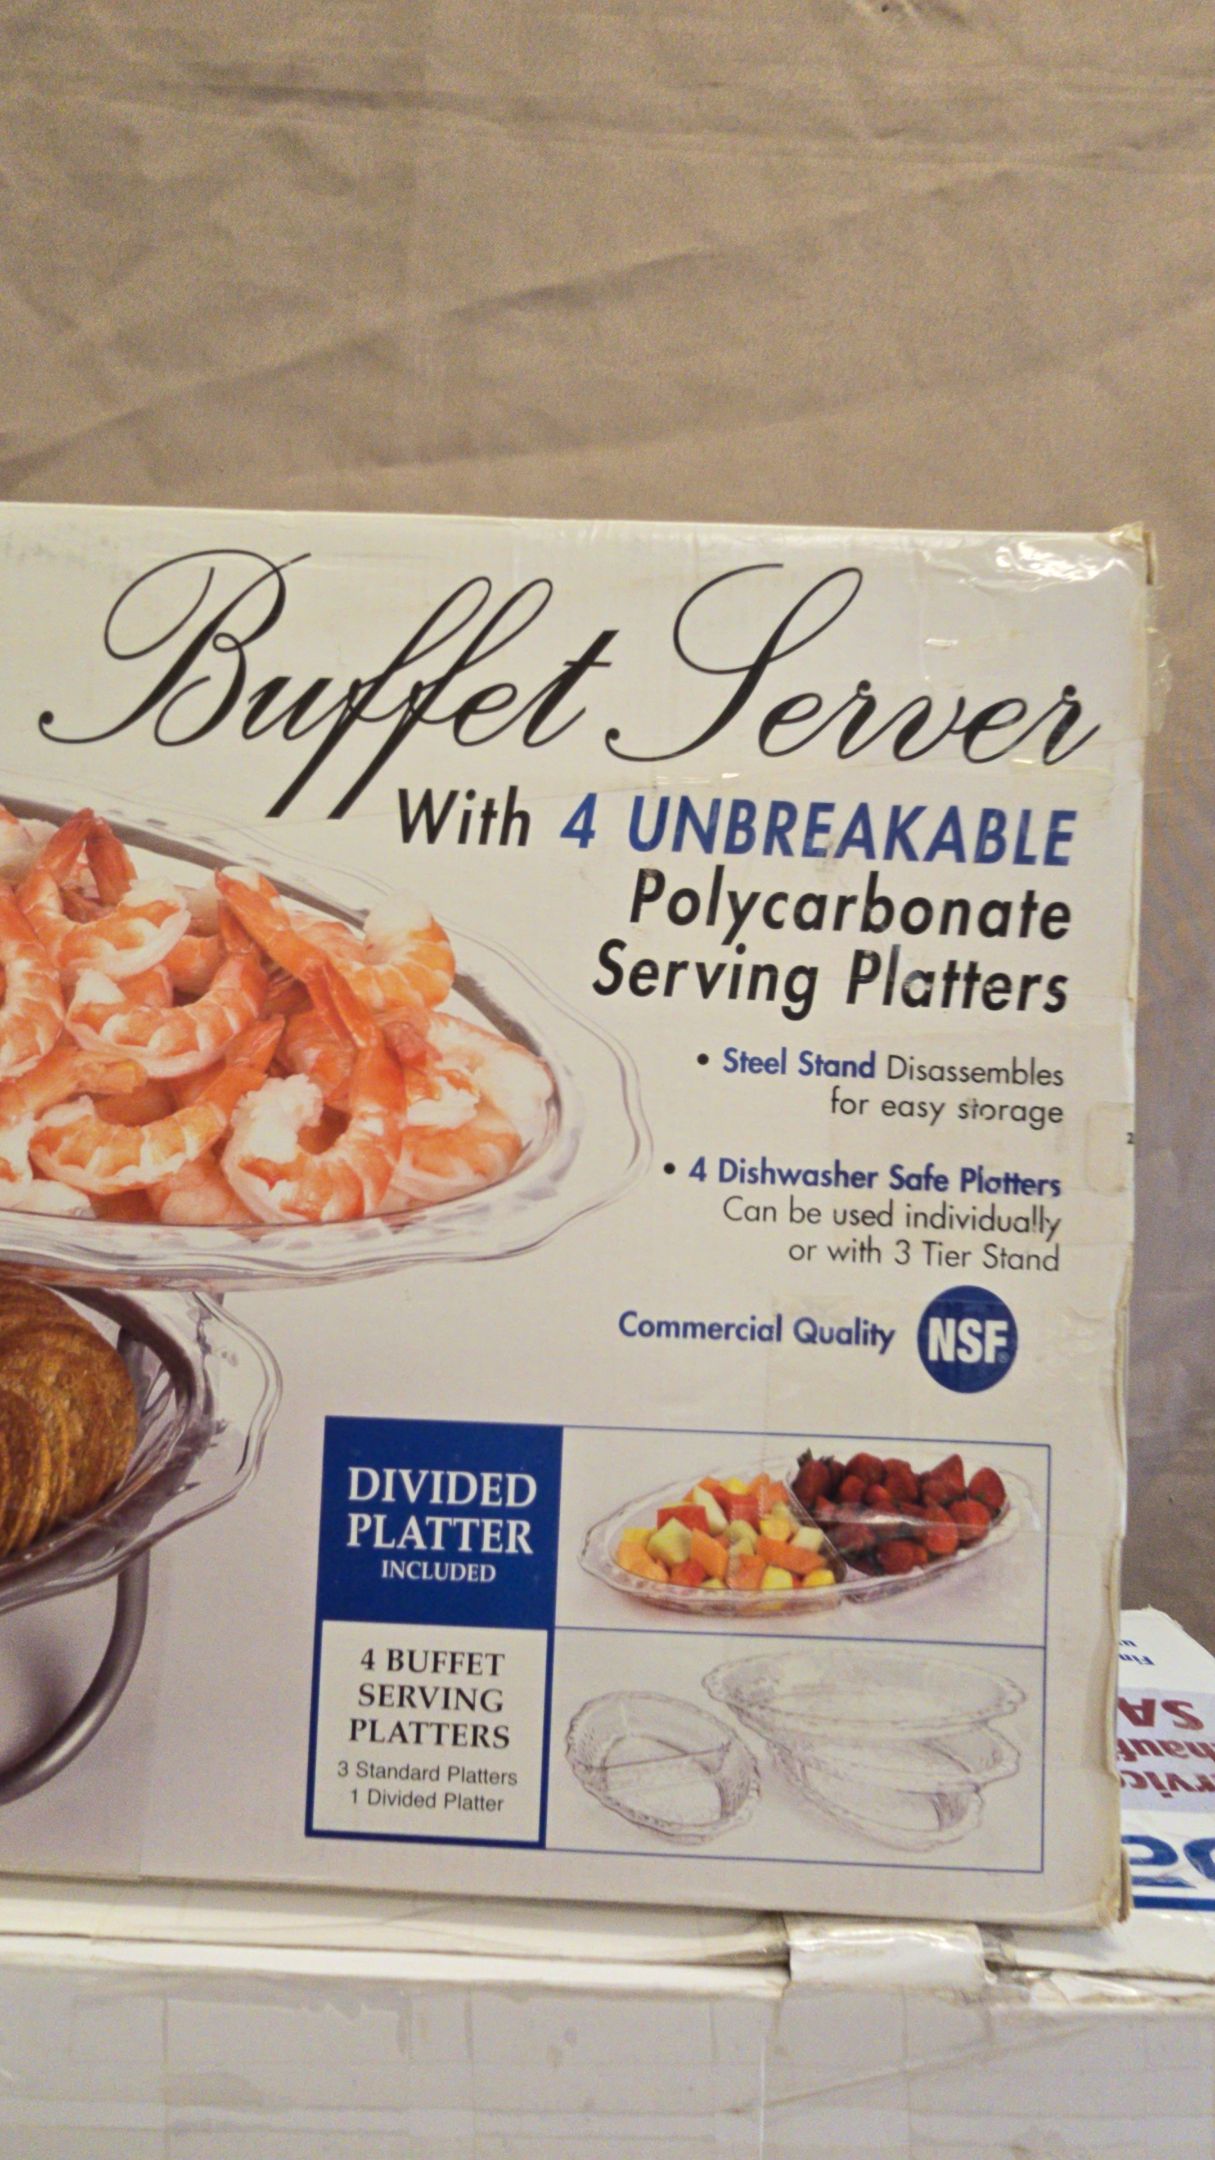 Buffet Server
With 4 UNBREAKABLE
Polycarbonate
Serving Platters
• Steel Stand Disassembles
for easy storage
• 4 Dishwasher Safe Platters
Can be used individually
or with 3 Tier Stand
Commercial Quality NSF®
DIVIDED
PLATTER
INCLUDED
4 BUFFET
SERVING
PLATTERS
3 Standard Platters
1 Divided Platter